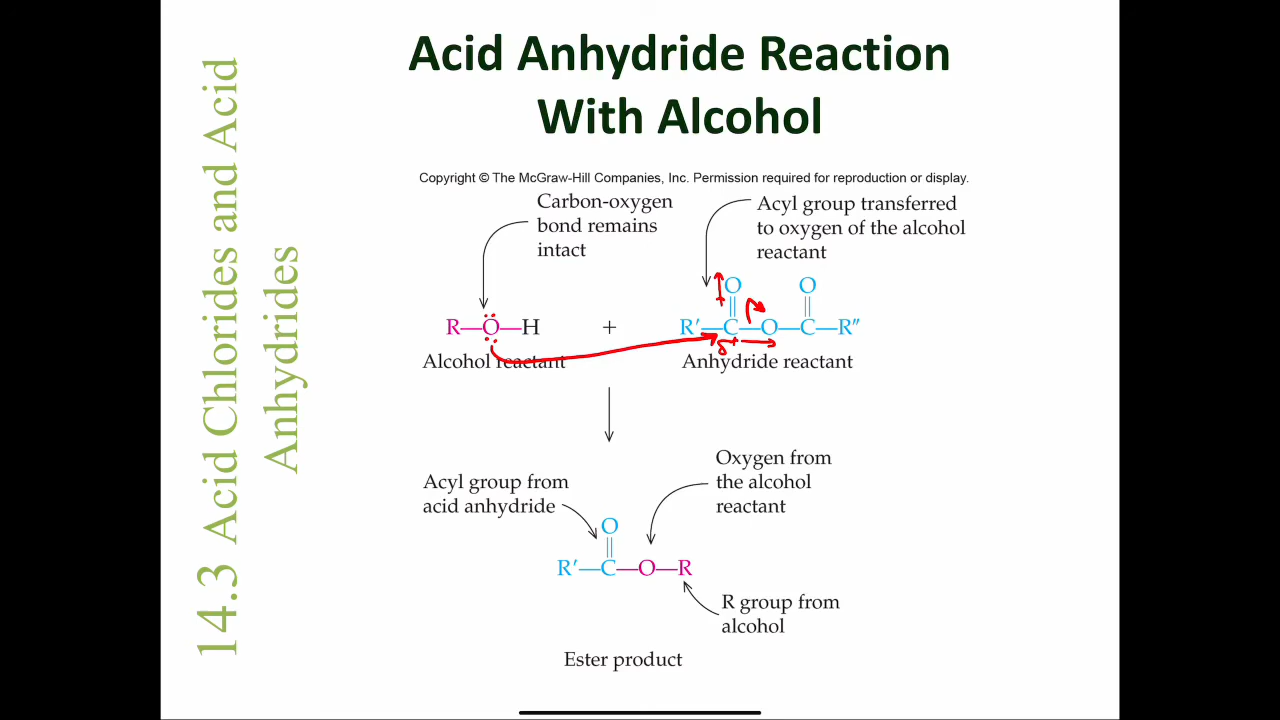 Acid Anhydride Reaction
With Alcohol
14.3 Acid Chlorides and Acid
Anhydrides
Copyright © The McGraw-Hill Companies, Inc. Permission required for reproduction or display.
Carbon-oxygen
bond remains
intact
Acyl group transferred
to oxygen of the alcohol
reactant
O O
R—O—H + R′—C—O—C—R″
δ+
Alcohol reactant
Anhydride reactant
Acyl group from
acid anhydride
Oxygen from
the alcohol
reactant
O
R′—C—O—R
R group from
alcohol
Ester product